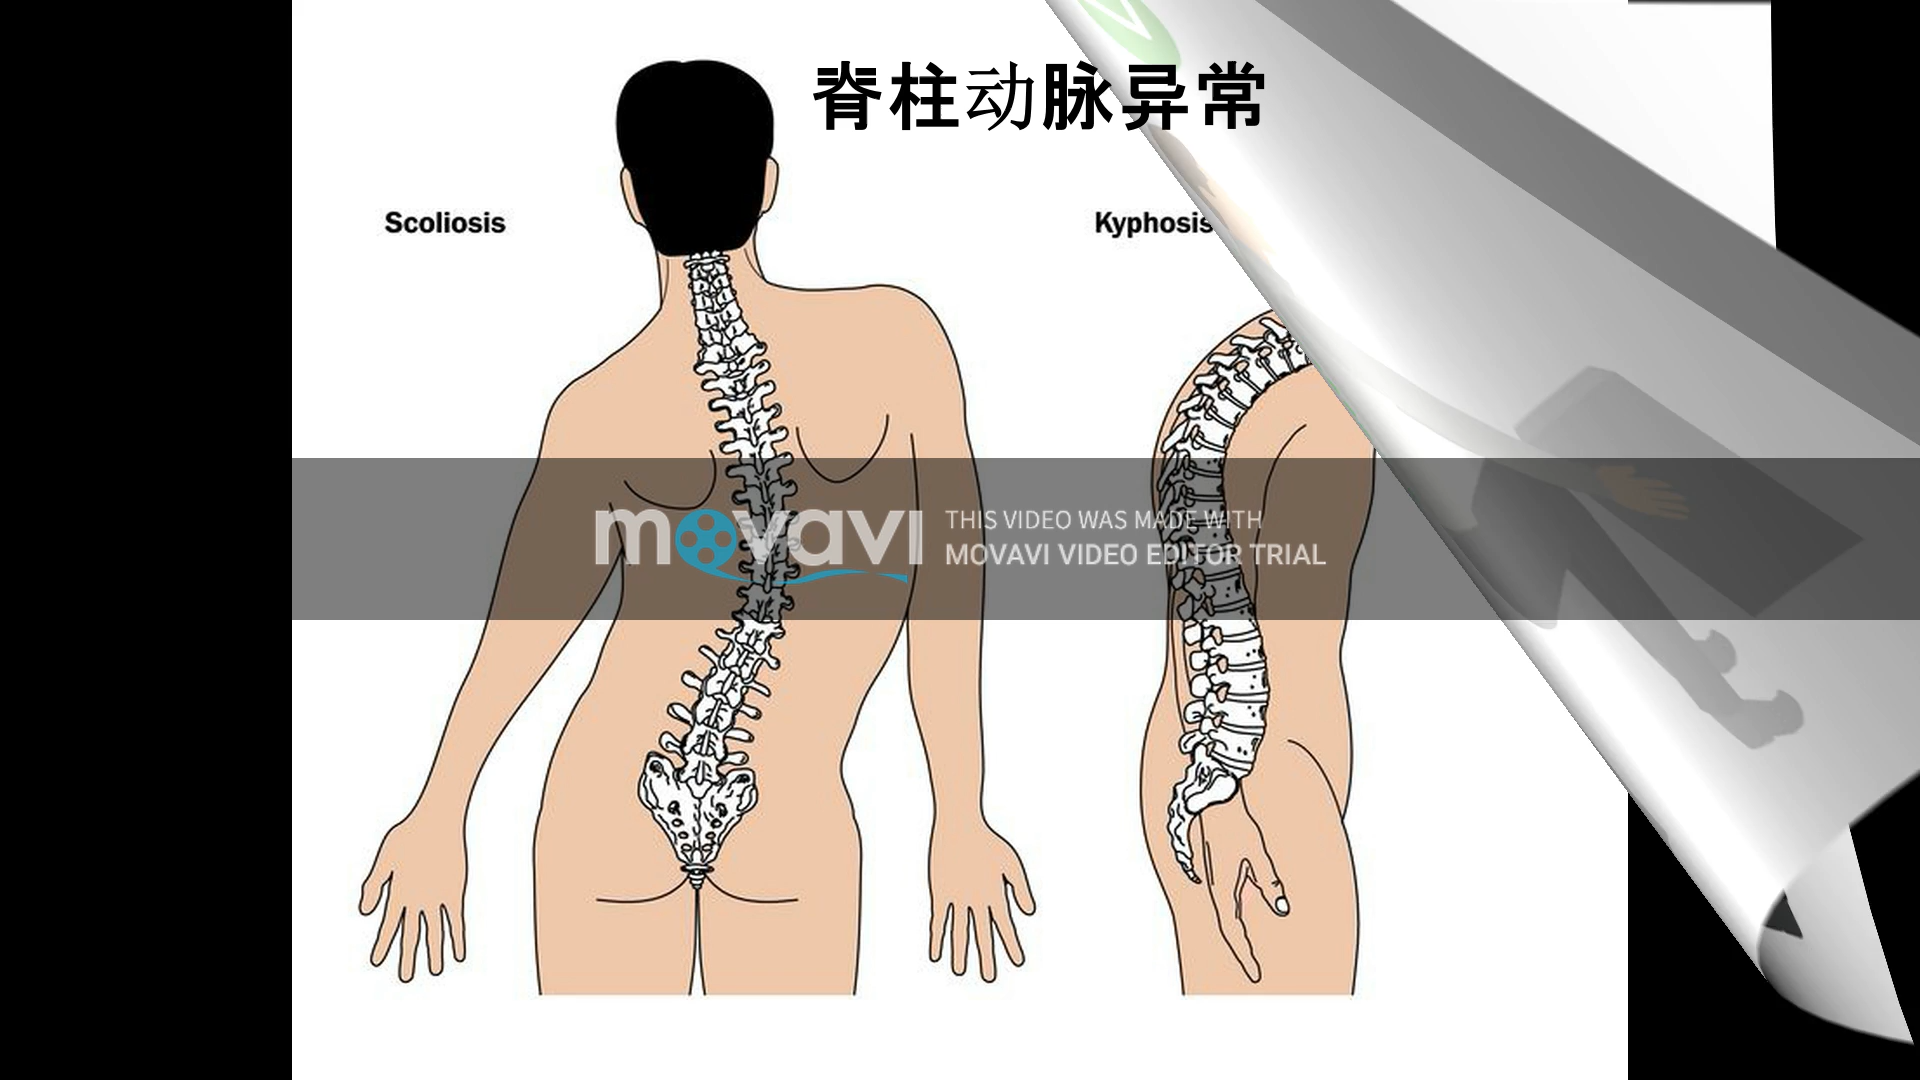 脊柱动脉异常
Scoliosis
Kyphosis
movavi
THIS VIDEO WAS MADE WITH
MOVAVI VIDEO EDITOR TRIAL